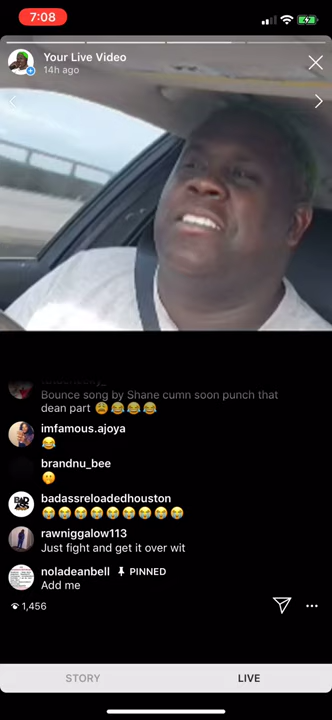 7:08
Your Live Video
14h ago
Bounce song by Shane cumn soon punch that
dean part 😩😂😂😂
imfamous.ajoya
😂
brandnu_bee
🤫
badassreloadedhouston
😭😭😭😭😭😭😭😭😭
rawniggalow113
Just fight and get it over wit
noladeanbell PINNED
Add me
1,456
STORY LIVE